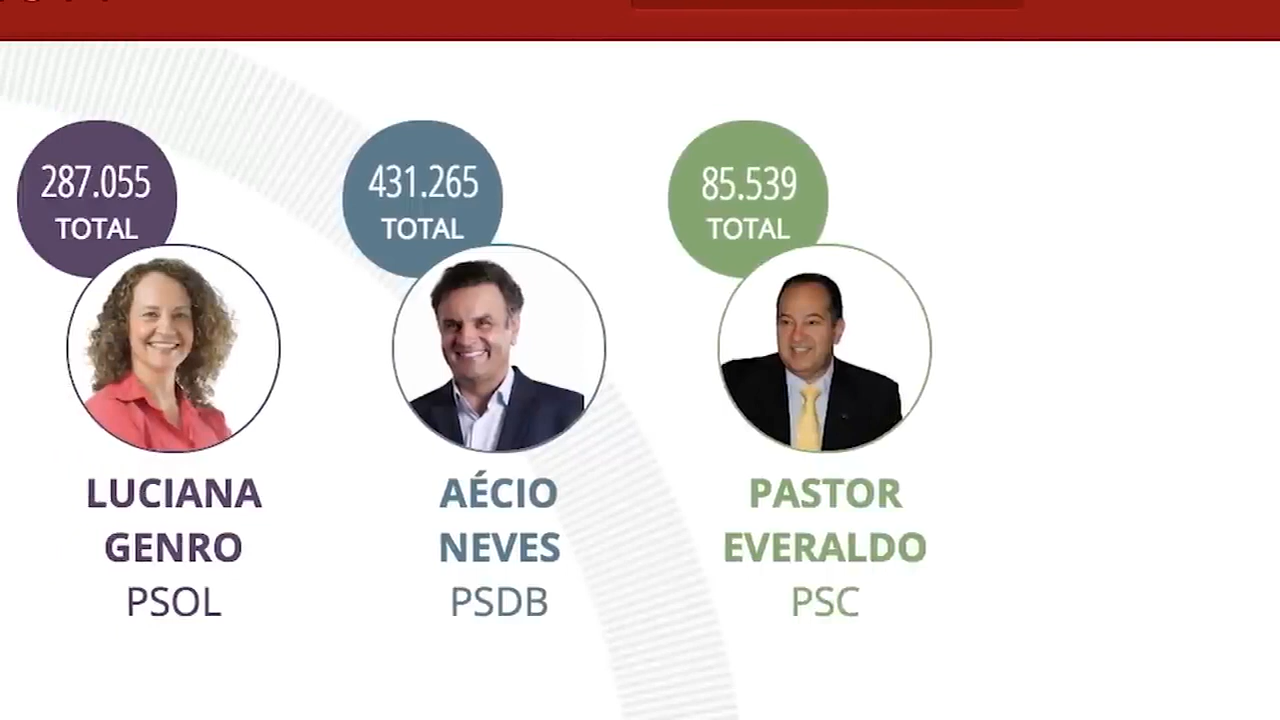 287.055
TOTAL
431.265
TOTAL
85.539
TOTAL
LUCIANA
GENRO
PSOL
AÉCIO
NEVES
PSDB
PASTOR
EVERALDO
PSC